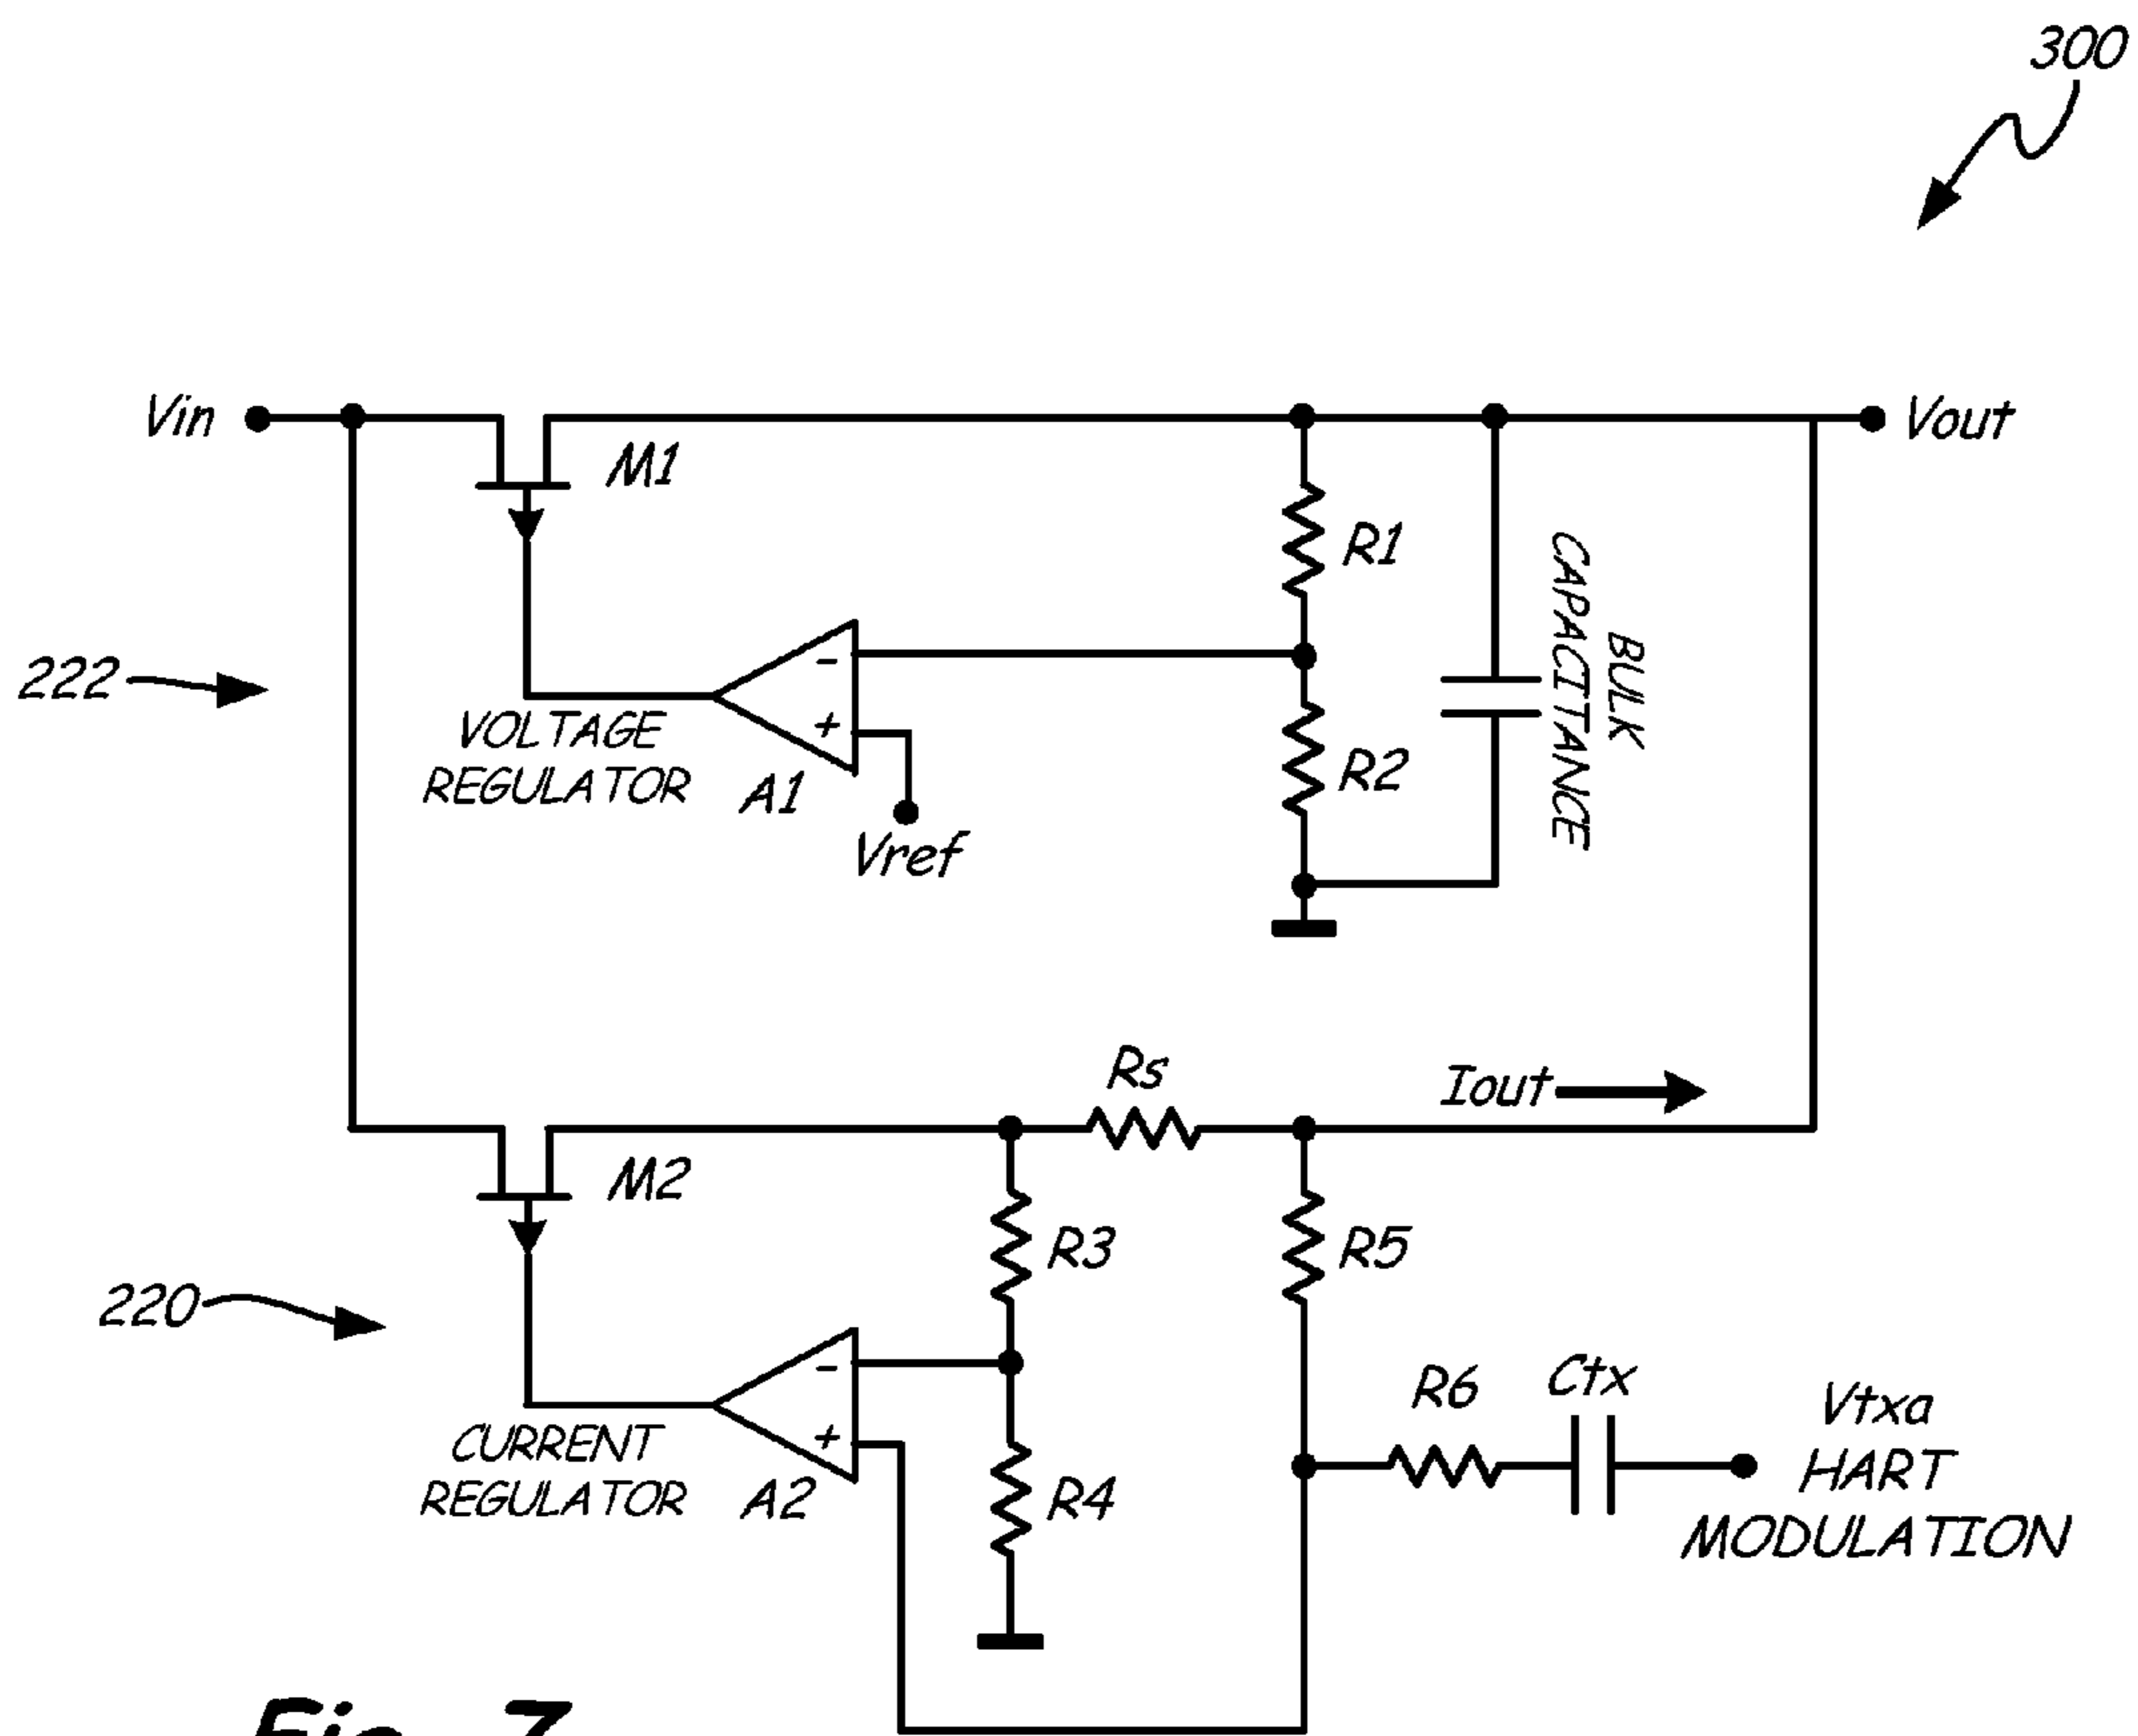 300
Vin
Vout
M1
R1
BULK
CAPACITANCE
222
-
+
VOLTAGE
REGULATOR
A1
R2
Vref
Rs
Iout
M2
R3
R5
220
-
+
R6
Ctx
Vtxa
HART
MODULATION
CURRENT
REGULATOR
A2
R4